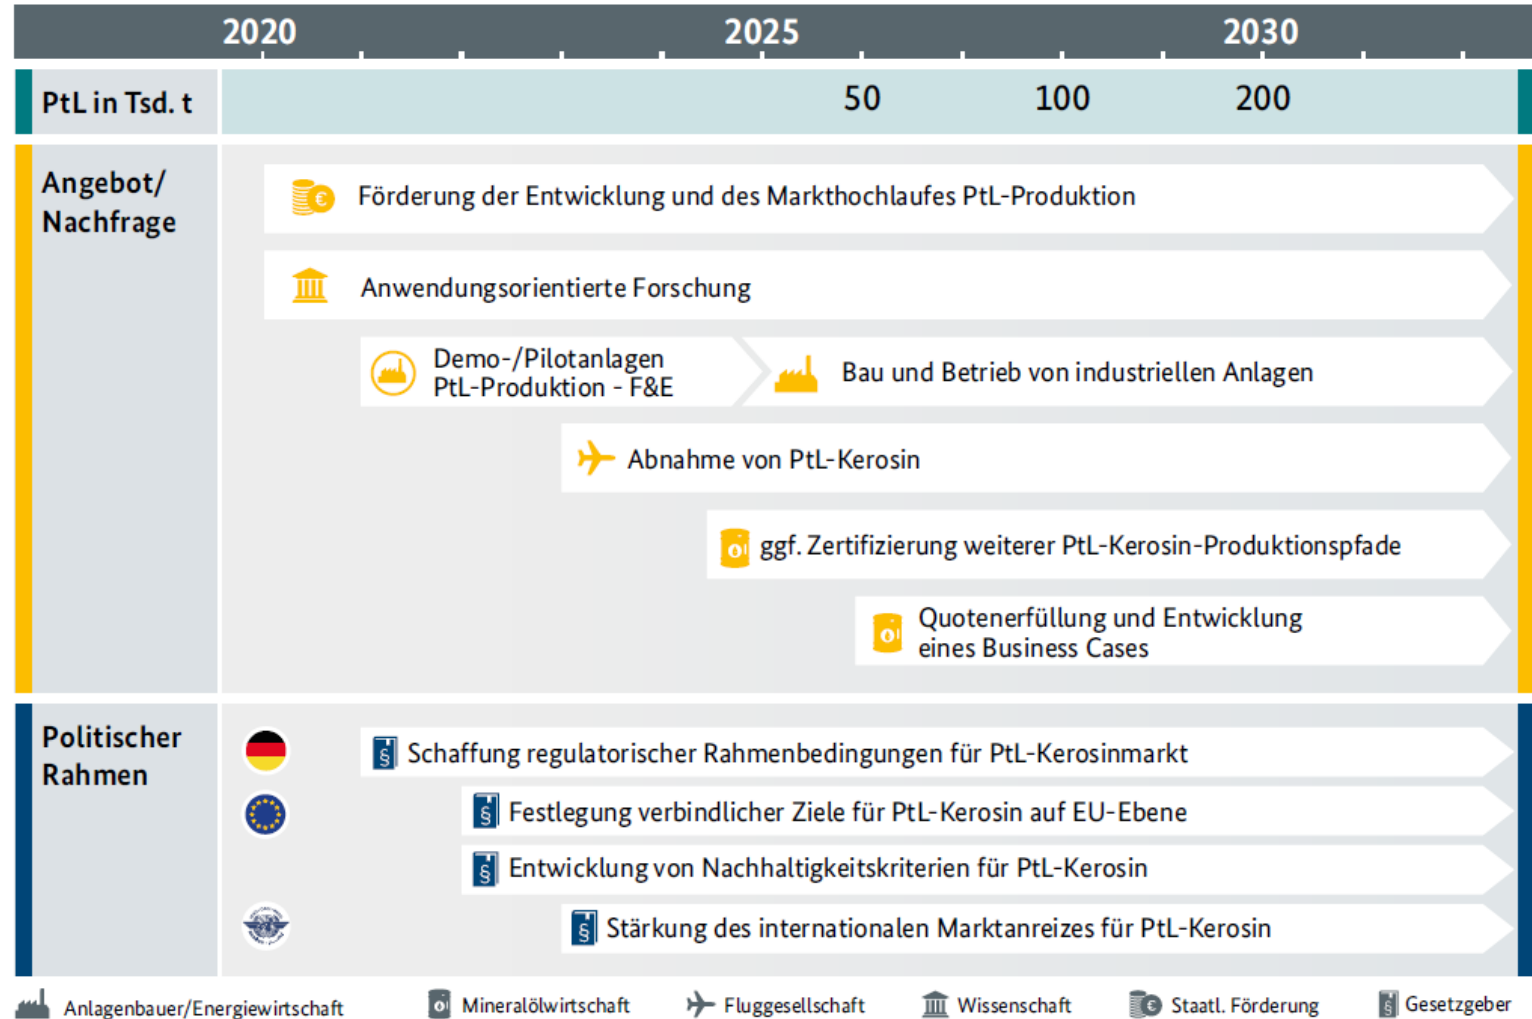 2020 2025 2030
PtL in Tsd. t 50 100 200
Angebot/
Nachfrage
Förderung der Entwicklung und des Markthochlaufes PtL-Produktion
Anwendungsorientierte Forschung
Demo-/Pilotanlagen
PtL-Produktion - F&E
Bau und Betrieb von industriellen Anlagen
Abnahme von PtL-Kerosin
ggf. Zertifizierung weiterer PtL-Kerosin-Produktionspfade
Quotenerfüllung und Entwicklung
eines Business Cases
Politischer
Rahmen
§ Schaffung regulatorischer Rahmenbedingungen für PtL-Kerosinmarkt
§ Festlegung verbindlicher Ziele für PtL-Kerosin auf EU-Ebene
§ Entwicklung von Nachhaltigkeitskriterien für PtL-Kerosin
§ Stärkung des internationalen Marktanreizes für PtL-Kerosin
Anlagenbauer/Energiewirtschaft Mineralölwirtschaft Fluggesellschaft Wissenschaft € Staatl. Förderung § Gesetzgeber